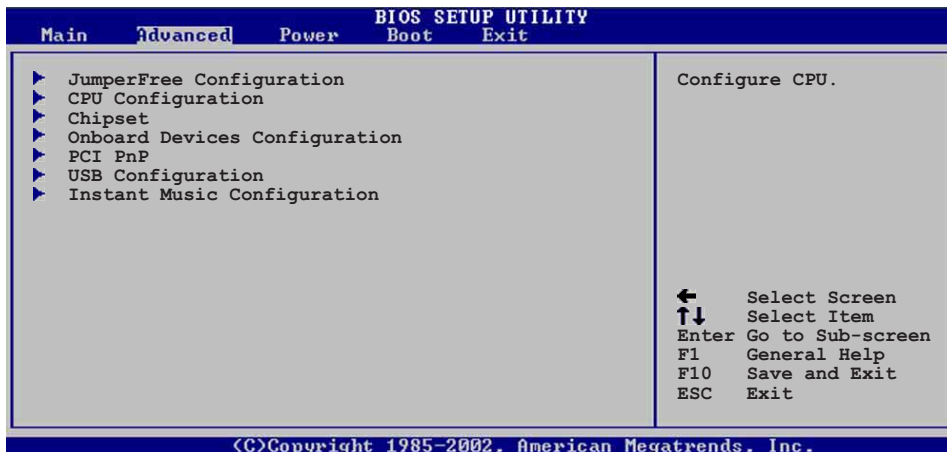 BIOS SETUP UTILITY
Main Advanced Power Boot Exit
JumperFree Configuration
CPU Configuration
Chipset
Onboard Devices Configuration
PCI PnP
USB Configuration
Instant Music Configuration
Configure CPU.
← Select Screen
↑↓ Select Item
Enter Go to Sub-screen
F1 General Help
F10 Save and Exit
ESC Exit
(C)Copyright 1985-2002, American Megatrends, Inc.